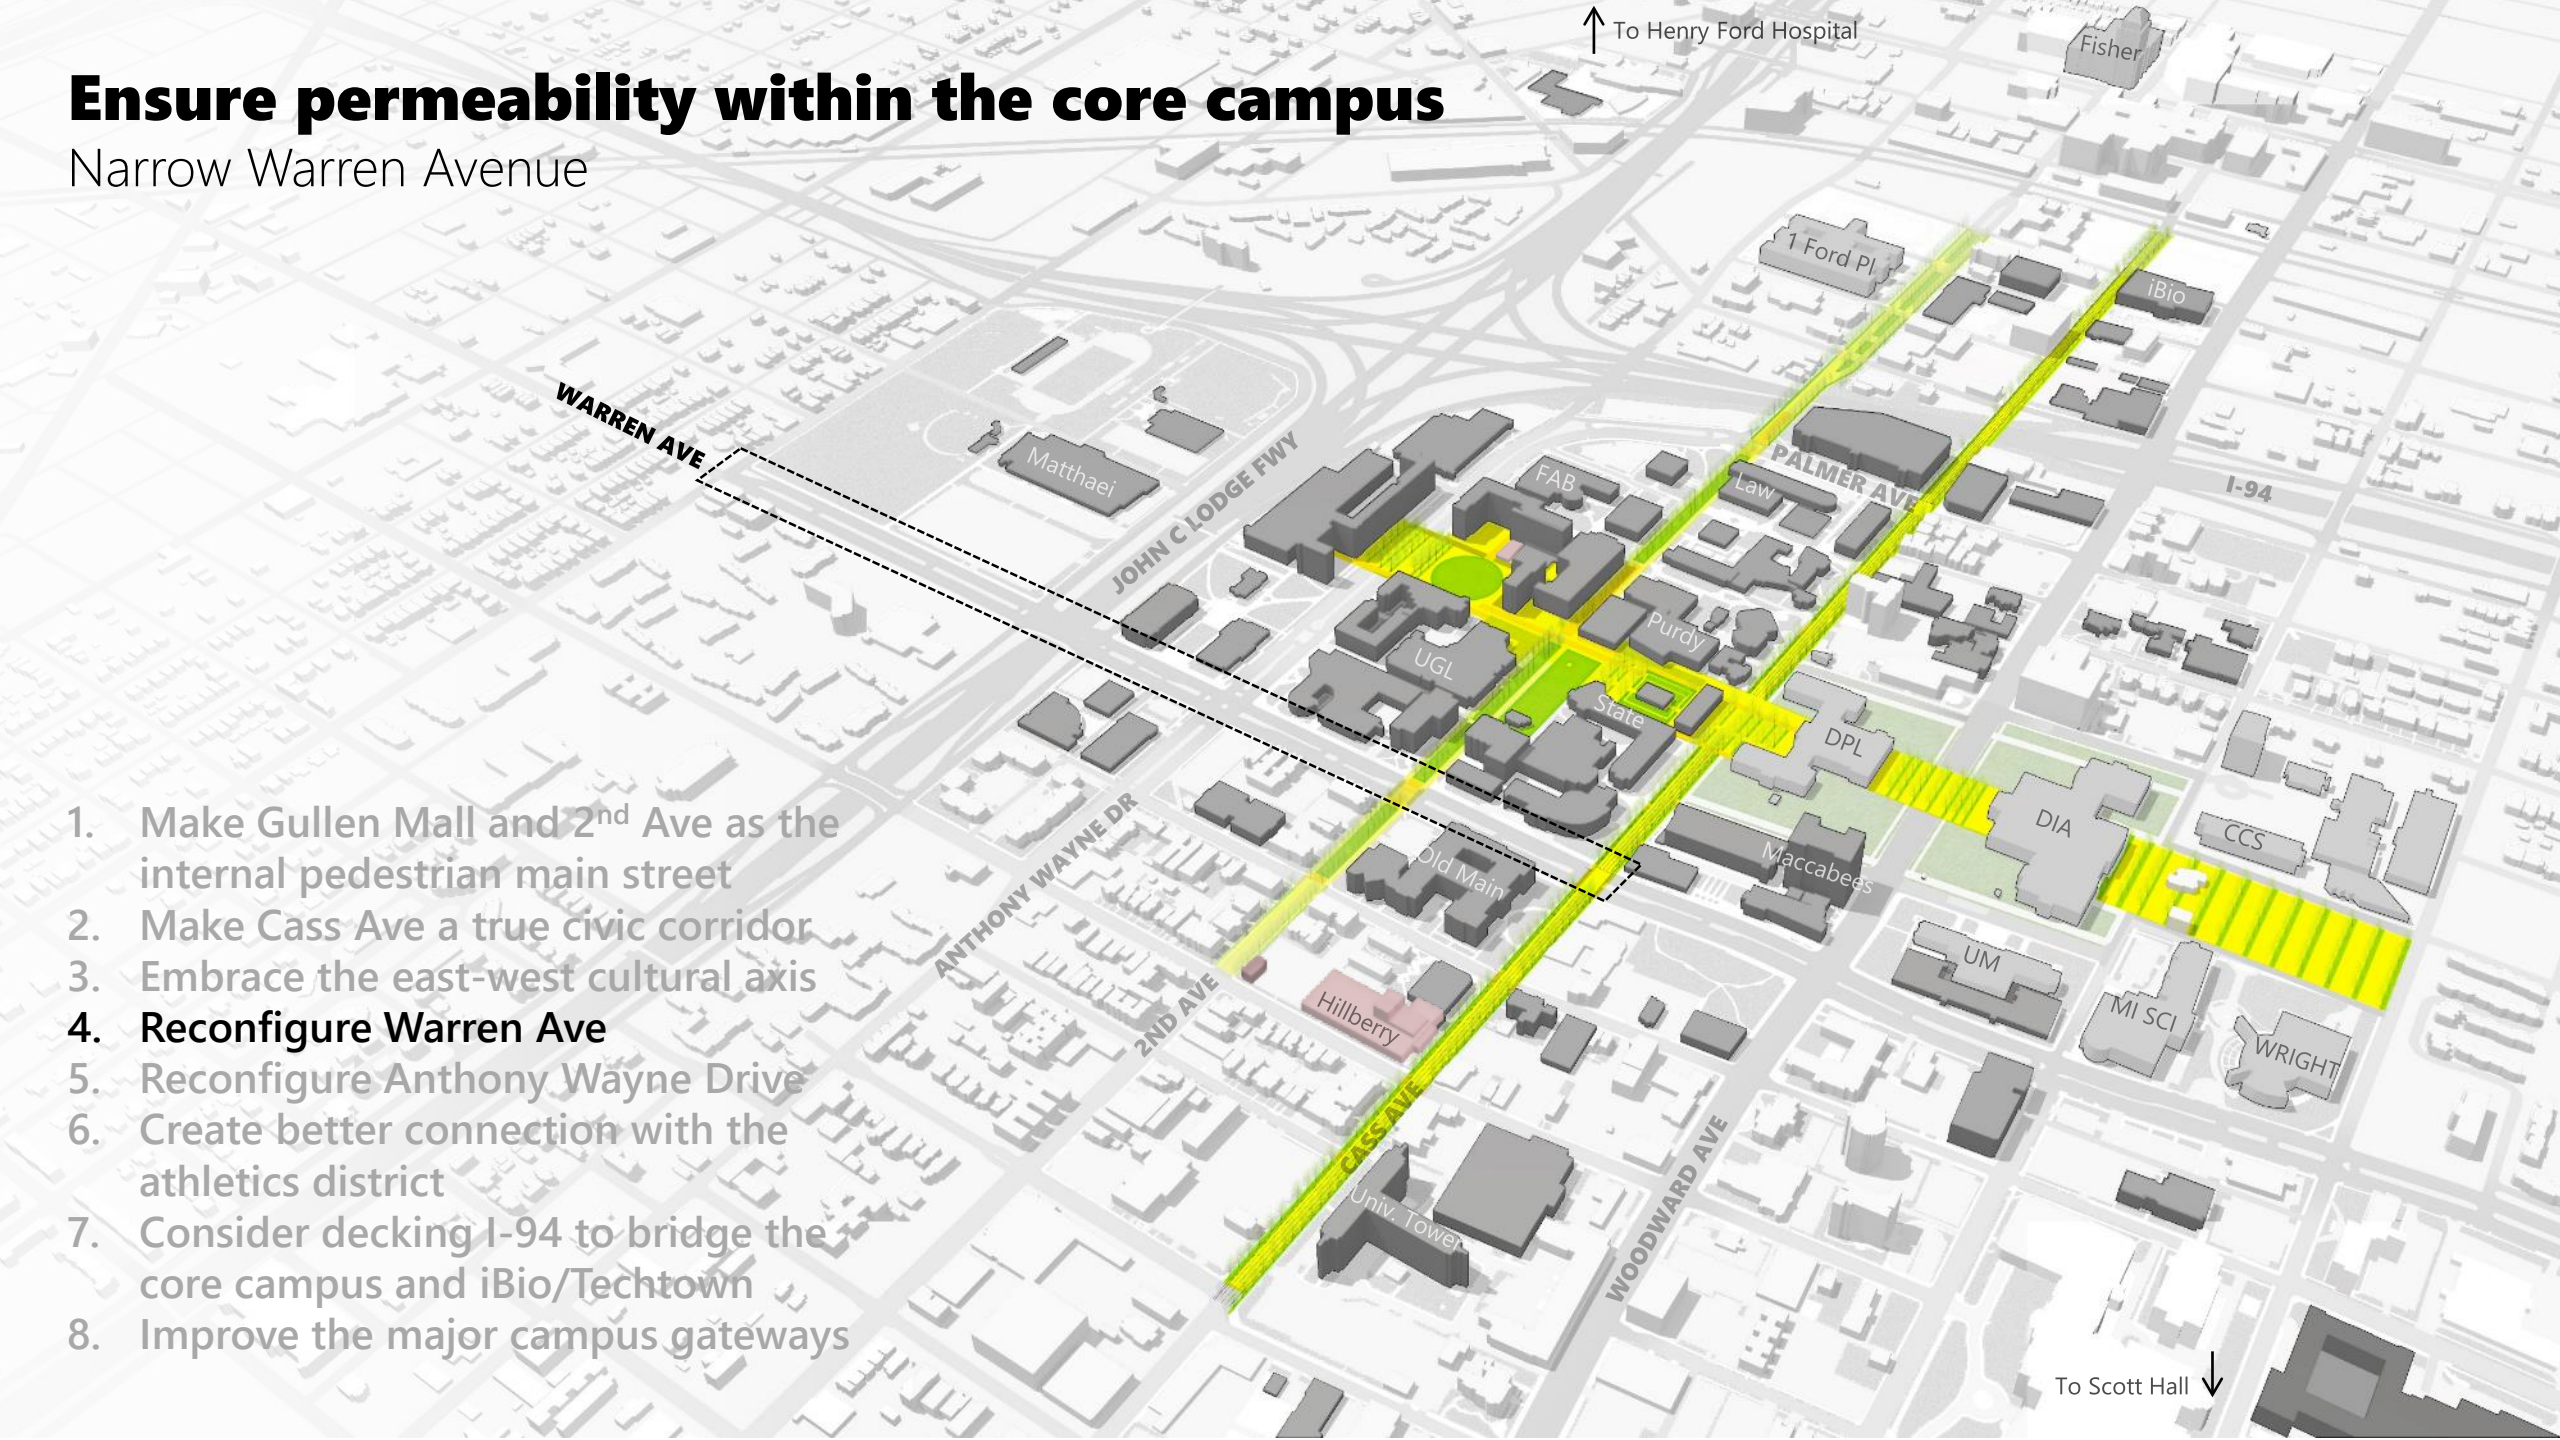 To Henry Ford Hospital
Fisher
Ensure permeability within the core campus
Narrow Warren Avenue
1 Ford Pl
iBio
WARREN AVE
Matthaei
JOHN C LODGE FWY
FAB
Law
PALMER AVE
I-94
UGL
Purdy
State
DPL
DIA
CCS
Old Main
Maccabees
ANTHONY WAYNE DR
2ND AVE
Hillberry
UM
MI SCI
WRIGHT
CASS AVE
Univ. Tower
WOODWARD AVE
1. Make Gullen Mall and 2nd Ave as the
internal pedestrian main street
2. Make Cass Ave a true civic corridor
3. Embrace the east-west cultural axis
4. Reconfigure Warren Ave
5. Reconfigure Anthony Wayne Drive
6. Create better connection with the
athletics district
7. Consider decking I-94 to bridge the
core campus and iBio/Techtown
8. Improve the major campus gateways
To Scott Hall